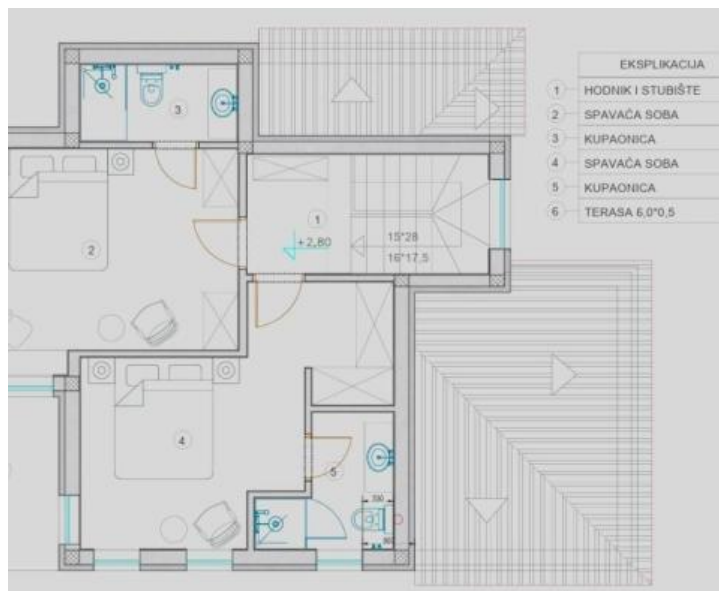 EKSPLIKACIJA
1 HODNIK I STUBIŠTE
2 SPAVAĆA SOBA
3 KUPAONICA
4 SPAVAĆA SOBA
5 KUPAONICA
6 TERASA 6,0*0,5
3
1
2
+2,80
15*28
16*17,5
4
5